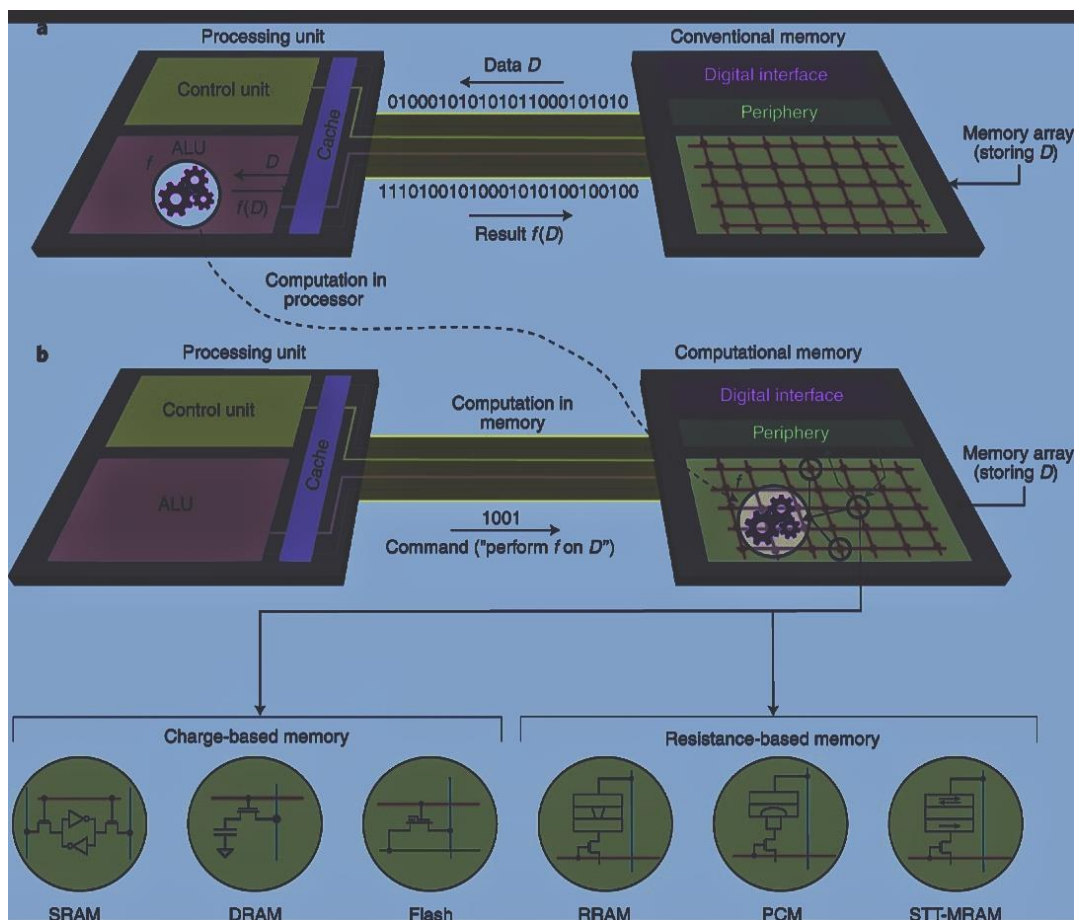 a
Processing unit
Conventional memory
Control unit
Cache
ALU
f
D
f(D)
Data D
010001010101011000101010
1110100101000101010100100100
Result f(D)
Digital interface
Periphery
Memory array
(storing D)
Computation in
processor
b
Processing unit
Computational memory
Control unit
Cache
ALU
Computation in
memory
1001
Command ("perform f on D")
Digital interface
Periphery
f
Memory array
(storing D)
Charge-based memory
Resistance-based memory
SRAM
DRAM
Flash
RRAM
PCM
STT-MRAM